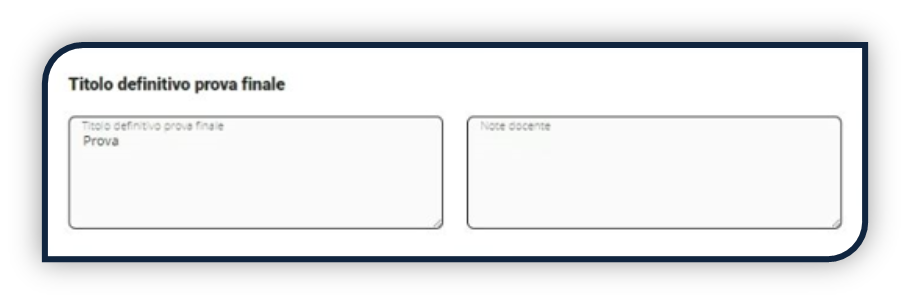 Titolo definitivo prova finale
Titolo definitivo prova finale
Prova
Note docente